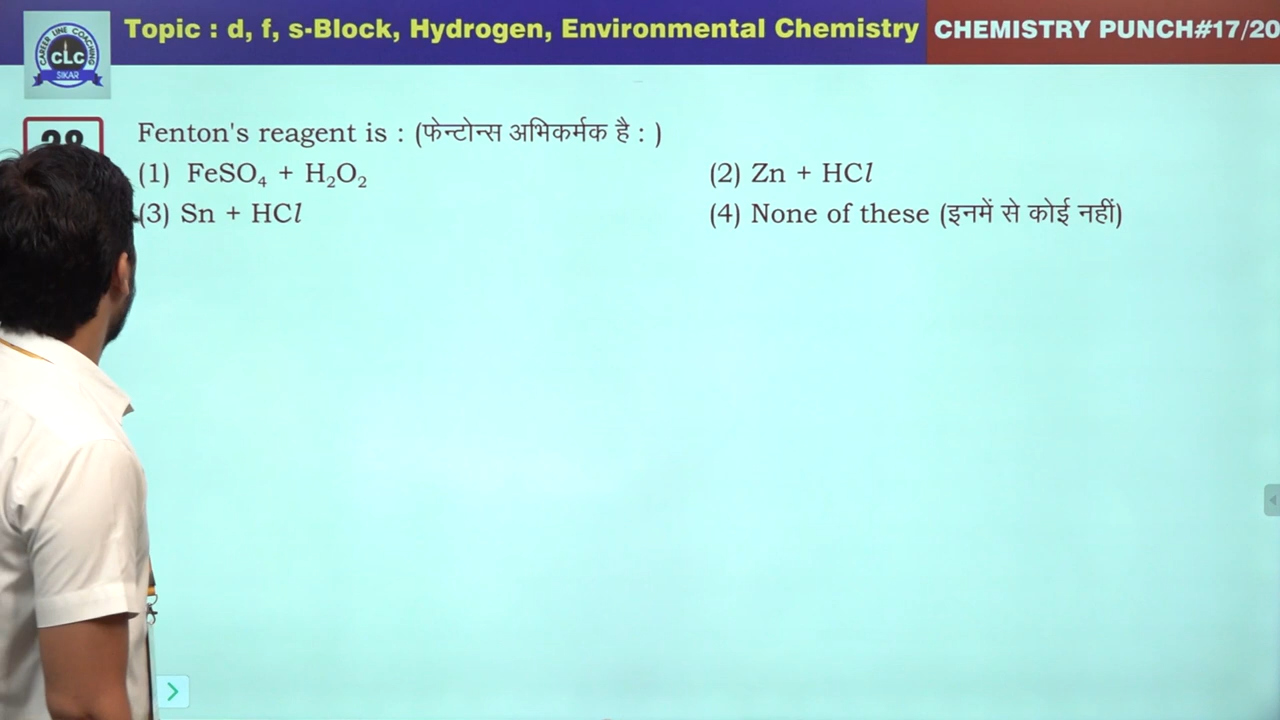 Topic : d, f, s-Block, Hydrogen, Environmental Chemistry
CHEMISTRY PUNCH#17/20
CAREER LINE COACHING
CLC
SIKAR
Fenton's reagent is : (फेन्टोन्स अभिकर्मक है : )
(1) FeSO₄ + H₂O₂
(2) Zn + HCl
(3) Sn + HCl
(4) None of these (इनमें से कोई नहीं)